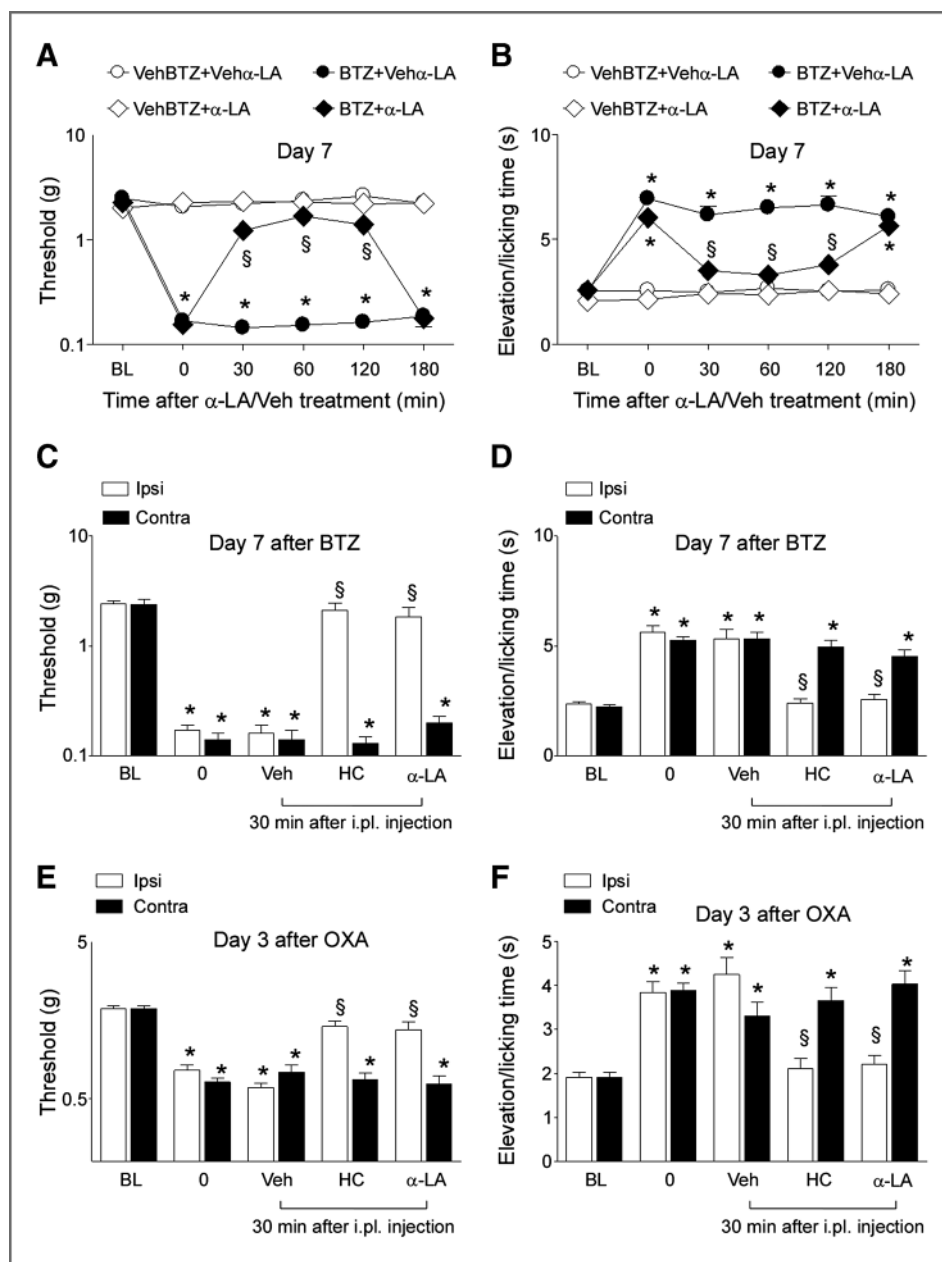 A
VehBTZ+Vehα-LA
BTZ+Vehα-LA
VehBTZ+α-LA
BTZ+α-LA
Day 7
Threshold (g)
10
1
0.1
* * * * *
§ § §
BL 0 30 60 120 180
Time after α-LA/Veh treatment (min)
B
VehBTZ+Vehα-LA
BTZ+Vehα-LA
VehBTZ+α-LA
BTZ+α-LA
Day 7
Elevation/licking time (s)
10
5
0
* * * * *
* § § § *
BL 0 30 60 120 180
Time after α-LA/Veh treatment (min)
C
Ipsi
Contra
Day 7 after BTZ
Threshold (g)
10
1
0.1
* * * * § * § *
BL 0 Veh HC α-LA
30 min after i.pl. injection
D
Ipsi
Contra
Day 7 after BTZ
Elevation/licking time (s)
10
5
0
* * * * § * § *
BL 0 Veh HC α-LA
30 min after i.pl. injection
E
Ipsi
Contra
Day 3 after OXA
Threshold (g)
5
0.5
* * * * § * § *
BL 0 Veh HC α-LA
30 min after i.pl. injection
F
Ipsi
Contra
Day 3 after OXA
Elevation/licking time (s)
5
4
3
2
1
0
* * * * § * § *
BL 0 Veh HC α-LA
30 min after i.pl. injection